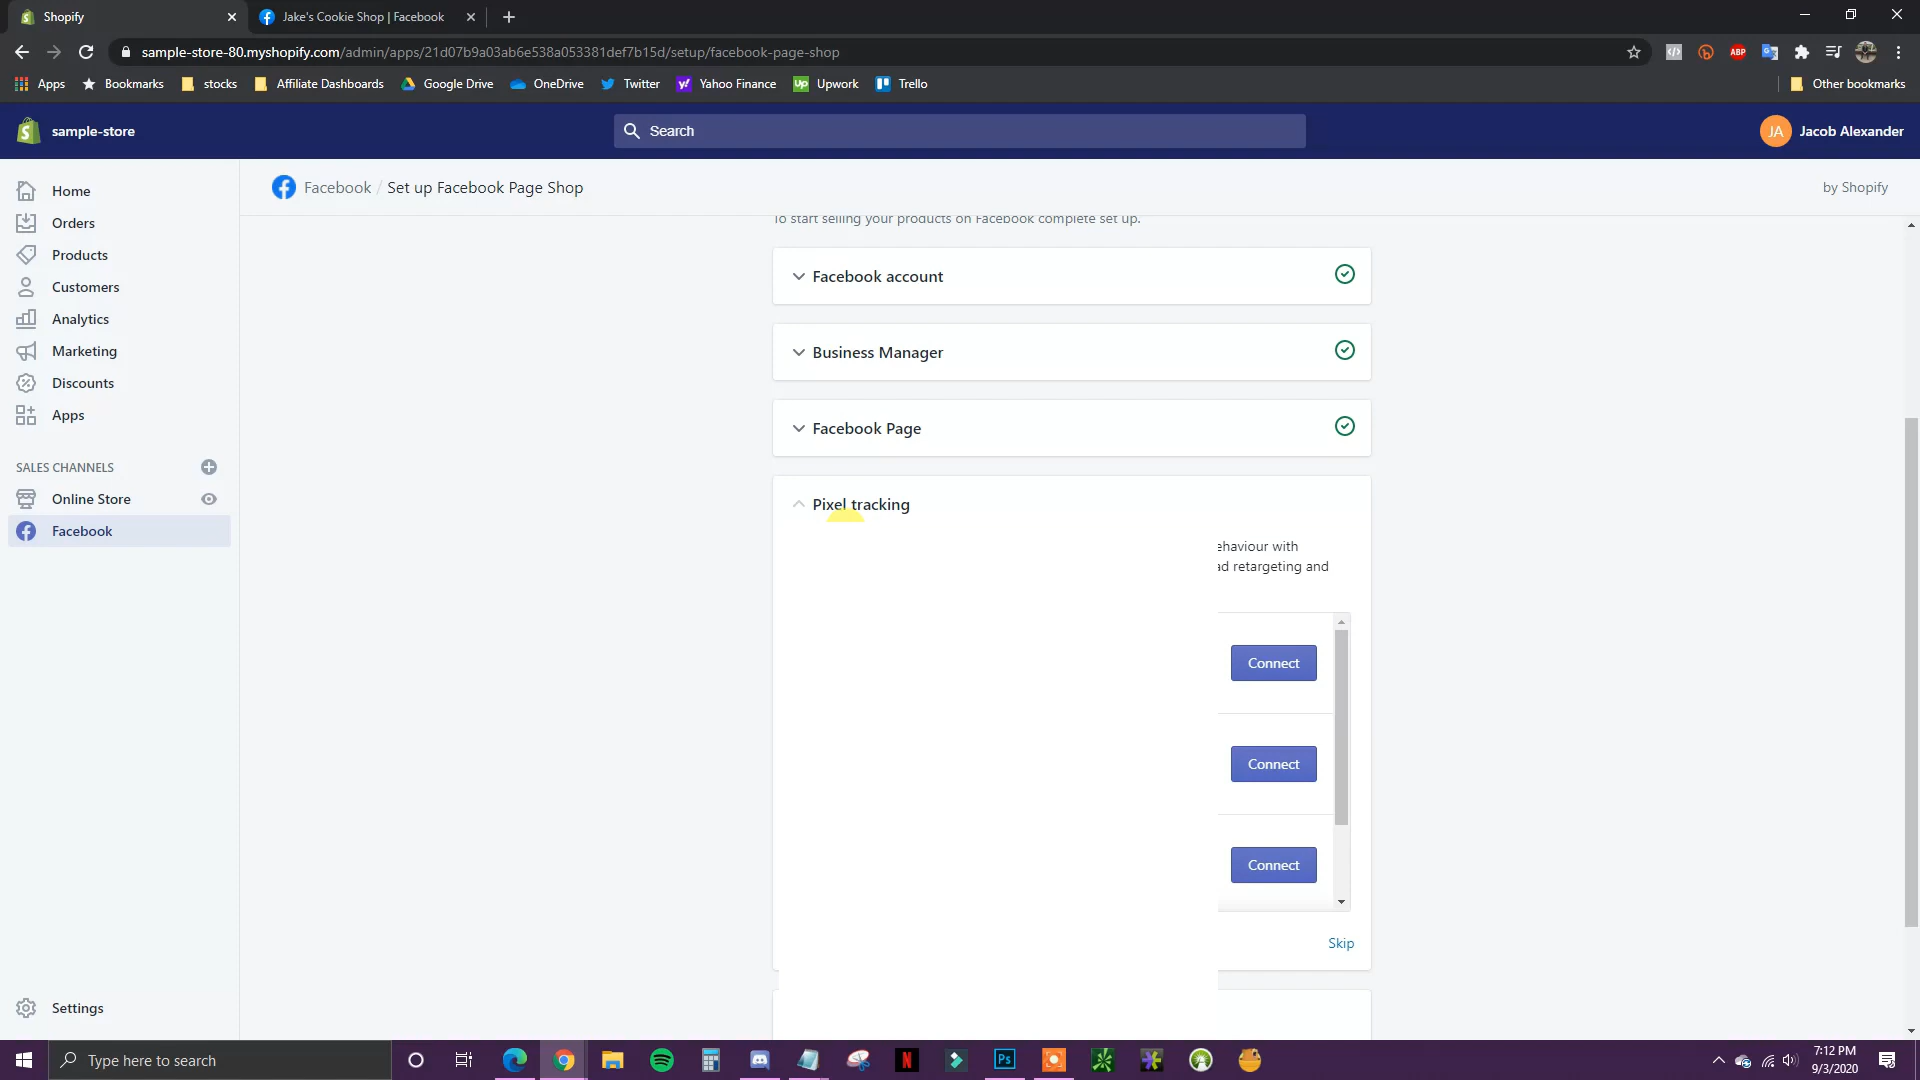 Shopify
Jake's Cookie Shop | Facebook
sample-store-80.myshopify.com/admin/apps/21d07b9a03ab6e538a053381def7b15d/setup/facebook-page-shop
ABP
Apps
Bookmarks
stocks
Affiliate Dashboards
Google Drive
OneDrive
Twitter
Yahoo Finance
Upwork
Trello
Other bookmarks
sample-store
Search
JA
Jacob Alexander
Home
Orders
Products
Customers
Analytics
Marketing
Discounts
Apps
SALES CHANNELS
Online Store
Facebook
Settings
Facebook / Set up Facebook Page Shop
by Shopify
To start selling your products on Facebook complete set up.
Facebook account
Business Manager
Facebook Page
Pixel tracking
ehaviour with
ad retargeting and
Connect
Connect
Connect
Skip
Type here to search
N
Ps
7:12 PM
9/3/2020